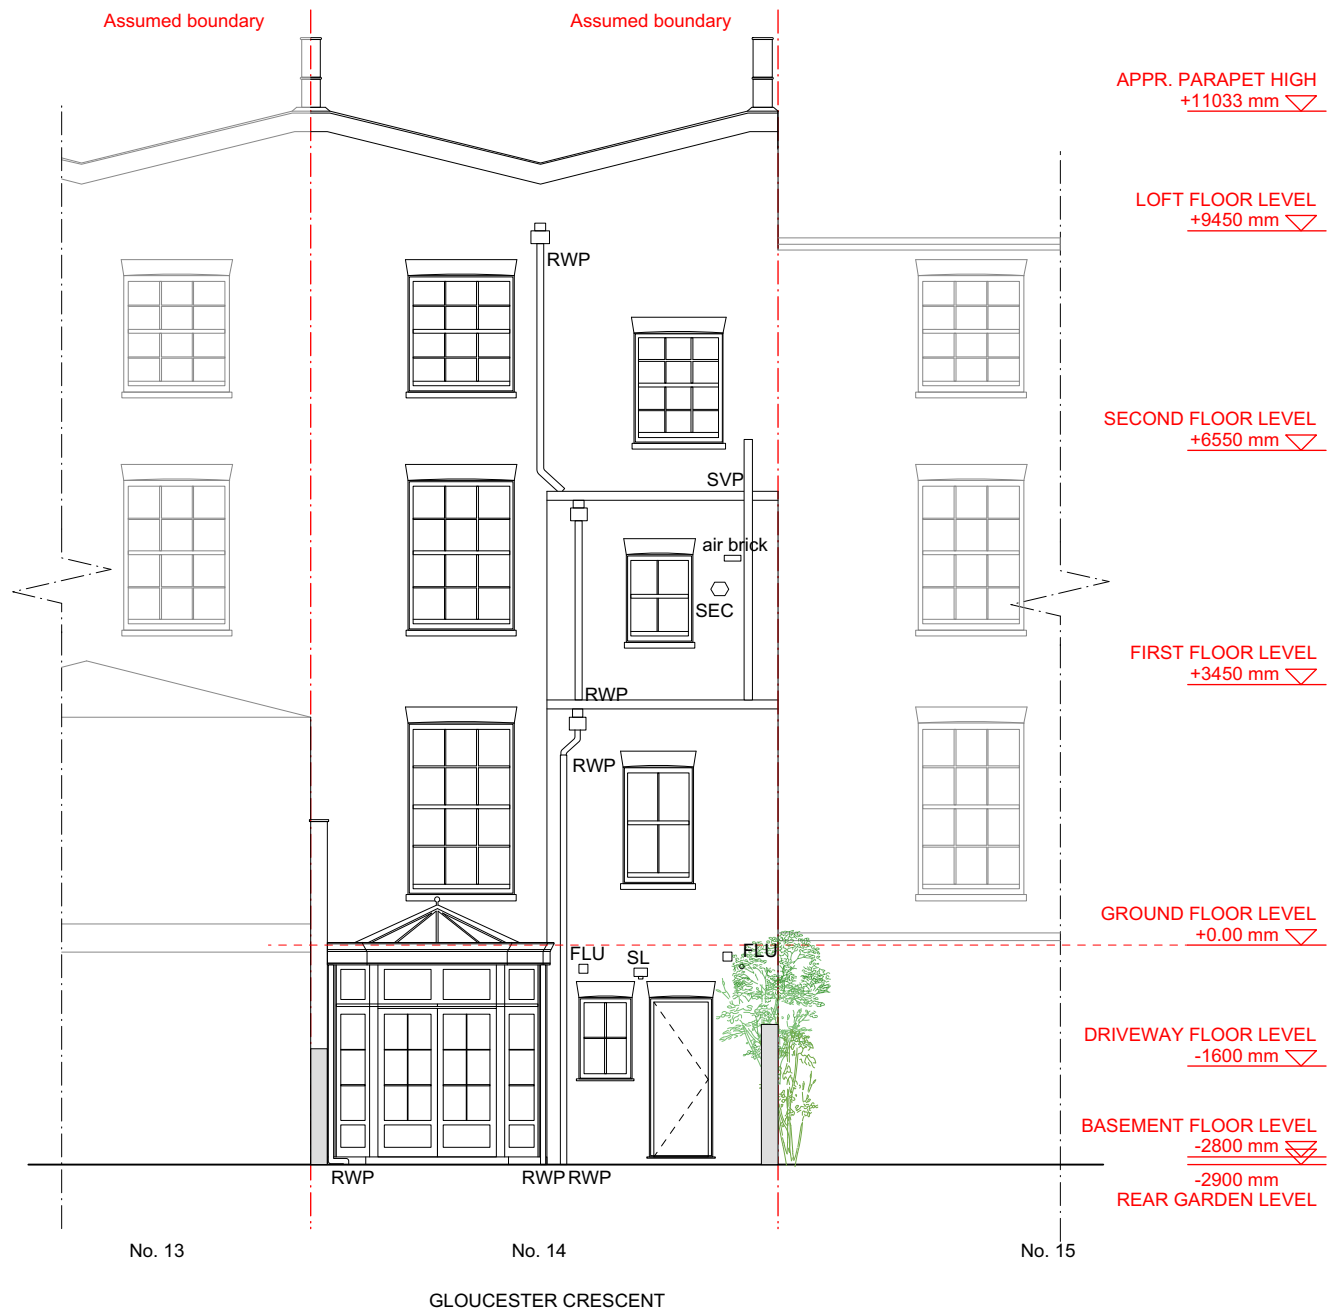 Assumed boundary
Assumed boundary
APPR. PARAPET HIGH
+11033 mm
LOFT FLOOR LEVEL
+9450 mm
RWP
SECOND FLOOR LEVEL
+6550 mm
SVP
air brick
SEC
FIRST FLOOR LEVEL
+3450 mm
RWP
RWP
GROUND FLOOR LEVEL
+0.00 mm
FLU
SL
FLU
DRIVEWAY FLOOR LEVEL
-1600 mm
BASEMENT FLOOR LEVEL
-2800 mm
-2900 mm
REAR GARDEN LEVEL
RWP
RWP
RWP
No. 13
No. 14
No. 15
GLOUCESTER CRESCENT